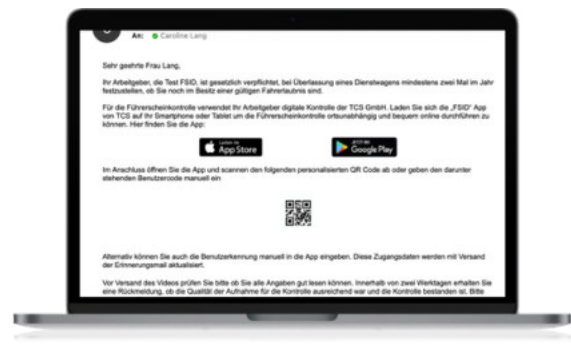 An: Caroline Lang
Sehr geehrte Frau Lang,
Ihr Arbeitgeber, die Test FSID, ist gesetzlich verpflichtet, bei Überlassung eines Dienstwagens mindestens zwei Mal im Jahr
festzustellen, ob Sie noch im Besitz einer gültigen Fahrerlaubnis sind.
Für die Führerscheinkontrolle verwendet Ihr Arbeitgeber digitale Kontrolle der TCS GmbH. Laden Sie sich die „FSID" App
von TCS auf Ihr Smartphone oder Tablet um die Führerscheinkontrolle ortsunabhängig und bequem online durchführen zu
können. Hier finden Sie die App:
Laden im JETZT BEI
App Store Google Play
Im Anschluss öffnen Sie die App und scannen den folgenden personalisierten QR Code ab oder geben den darunter
stehenden Benutzercode manuell ein
Alternativ können Sie auch die Benutzerkennung manuell in die App eingeben. Diese Zugangsdaten werden mit Versand
der Erinnerungsmail aktualisiert.
Vor Versand des Videos prüfen Sie bitte ob Sie alle Angaben gut lesen können. Innerhalb von zwei Werktagen erhalten Sie
eine Rückmeldung, ob die Qualität der Aufnahme für die Kontrolle ausreichend war und die Kontrolle bestanden ist. Bitte